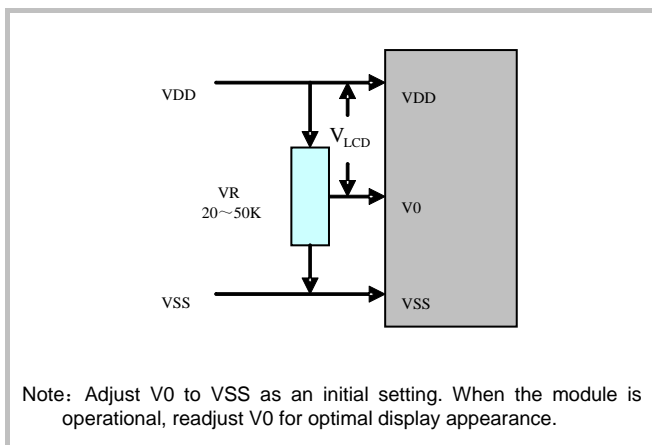 VDD
VDD
V_LCD
VR
20～50K
V0
VSS
VSS
Note：Adjust V0 to VSS as an initial setting. When the module is
operational, readjust V0 for optimal display appearance.